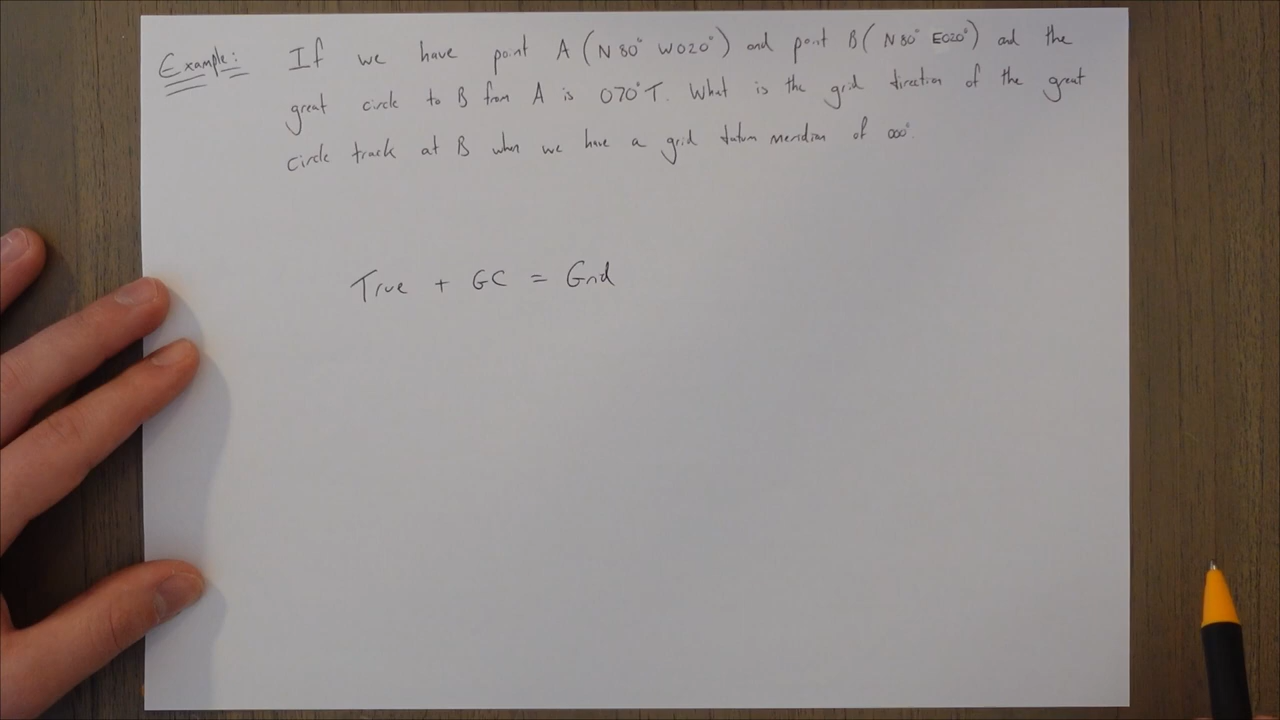 Example: If we have point A (N80° W020°) and point B (N80° E020°) and the
great circle to B from A is 070°T. What is the grid direction of the great
circle track at B when we have a grid datum meridian of 000°.
True + GC = Grid